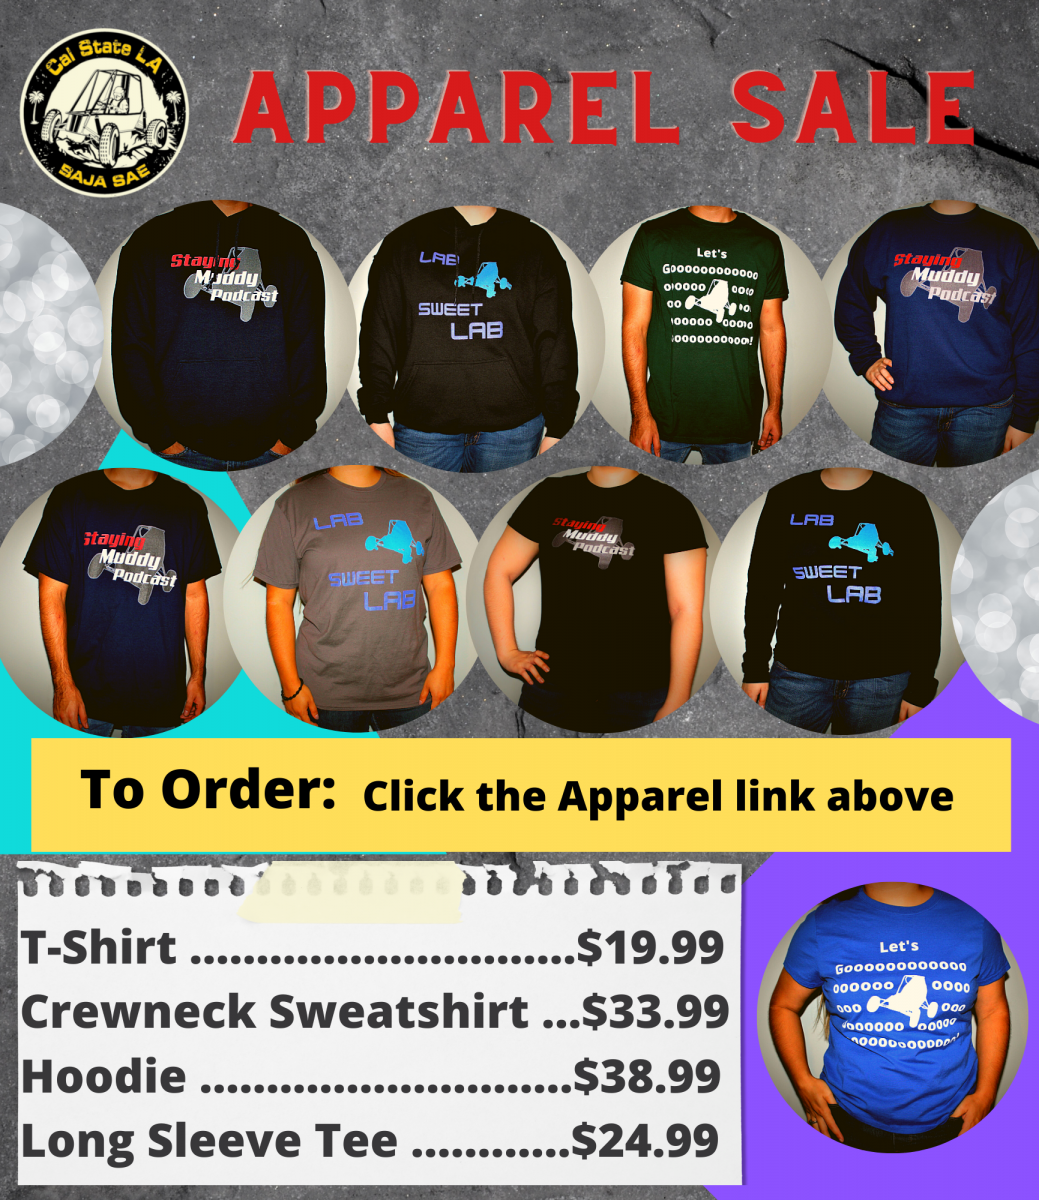 Cal State LA
BAJA SAE
APPAREL SALE
Staying
Muddy
Podcast
LAB
SWEET
LAB
Let's
Goooooooooooo
Staying
Muddy
Podcast
Staying
Muddy
Podcast
LAB
SWEET
LAB
Staying
Muddy
Podcast
LAB
SWEET
LAB
To Order: Click the Apparel link above
T-Shirt .............................$19.99
Crewneck Sweatshirt ...$33.99
Hoodie ............................$38.99
Long Sleeve Tee ............$24.99
Let's
Goooooooooooo